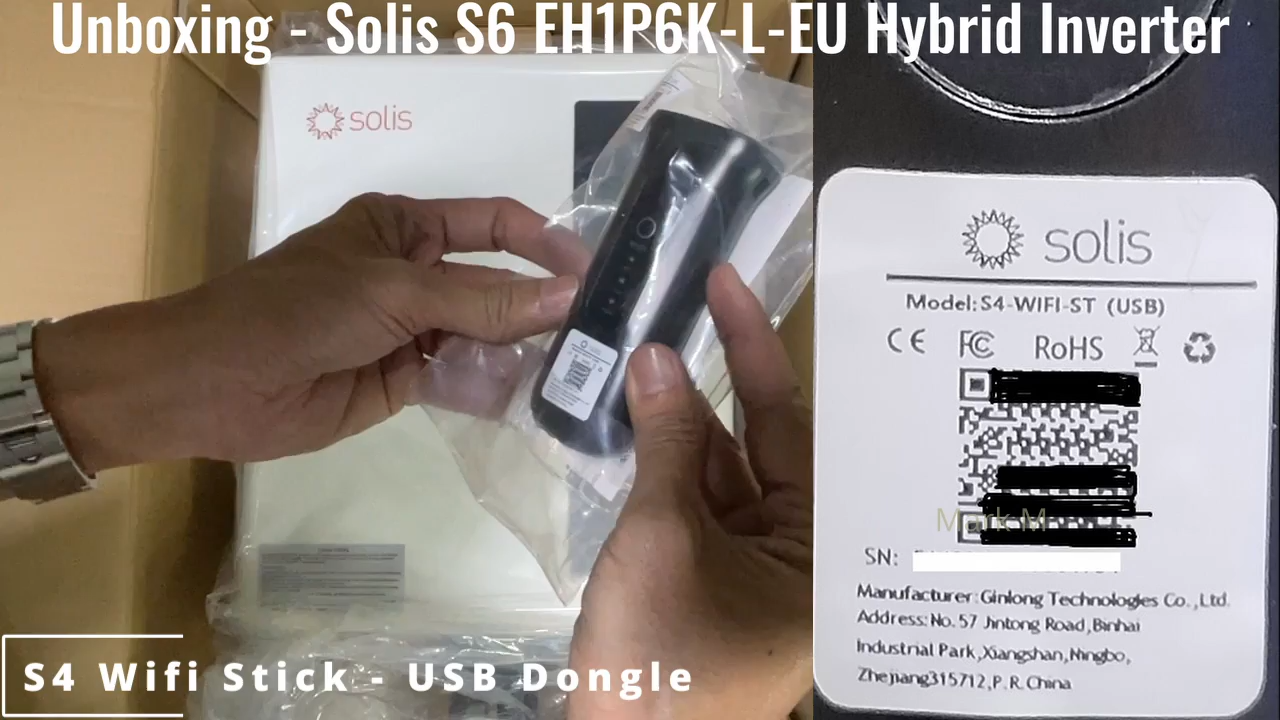 Unboxing - Solis S6 EH1P6K-L-EU Hybrid Inverter
solis
S4 Wifi Stick - USB Dongle
solis
Model: S4-WIFI-ST (USB)
CE FC RoHS
Mark M
SN:
Manufacturer: Ginlong Technologies Co., Ltd.
Address: No. 57 Jintong Road, Binhai
Industrial Park, Xiangshan, Ningbo,
Zhejiang315712, P. R. China